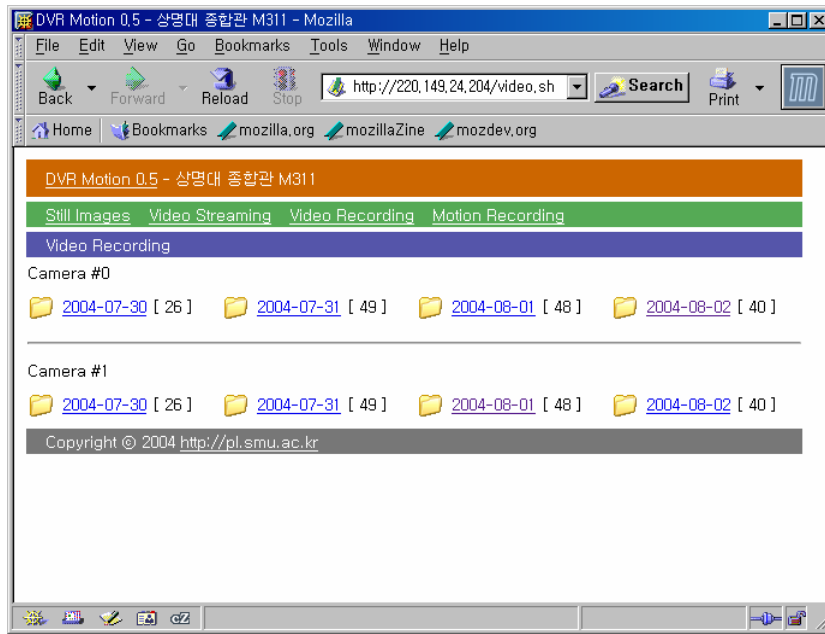 DVR Motion 0.5 - 상명대 종합관 M311 - Mozilla
File Edit View Go Bookmarks Tools Window Help
Back Forward Reload Stop http://220.149.24.204/video.sh Search Print
Home Bookmarks mozilla.org mozillaZine mozdev.org
DVR Motion 0.5 - 상명대 종합관 M311
Still Images Video Streaming Video Recording Motion Recording
Video Recording
Camera #0
2004-07-30 [ 26 ] 2004-07-31 [ 49 ] 2004-08-01 [ 48 ] 2004-08-02 [ 40 ]
Camera #1
2004-07-30 [ 26 ] 2004-07-31 [ 49 ] 2004-08-01 [ 48 ] 2004-08-02 [ 40 ]
Copyright © 2004 http://pl.smu.ac.kr
cZ